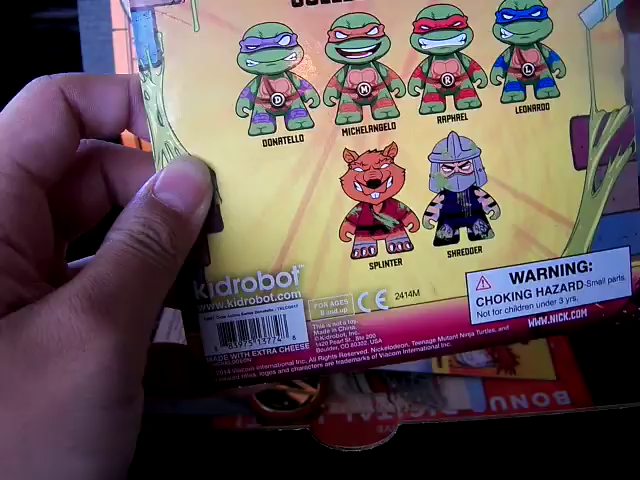 D
M
R
L
DONATELLO
MICHELANGELO
RAPHAEL
LEONARDO
SPLINTER
SHREDDER
kidrobot
www.kidrobot.com
FOR AGES
8 and up
CE
2414M
WARNING:
CHOKING HAZARD-Small parts.
Not for children under 3 yrs.
WWW.NICK.COM
This is not a toy.
Made in China.
© Kidrobot Inc.
Boulder, CO 80302. USA
MADE WITH EXTRA CHEESE
2014 Viacom International Inc. All Rights Reserved. Nickelodeon, Teenage Mutant Ninja Turtles, and
related titles, logos and characters are trademarks of Viacom International Inc.
BONUS